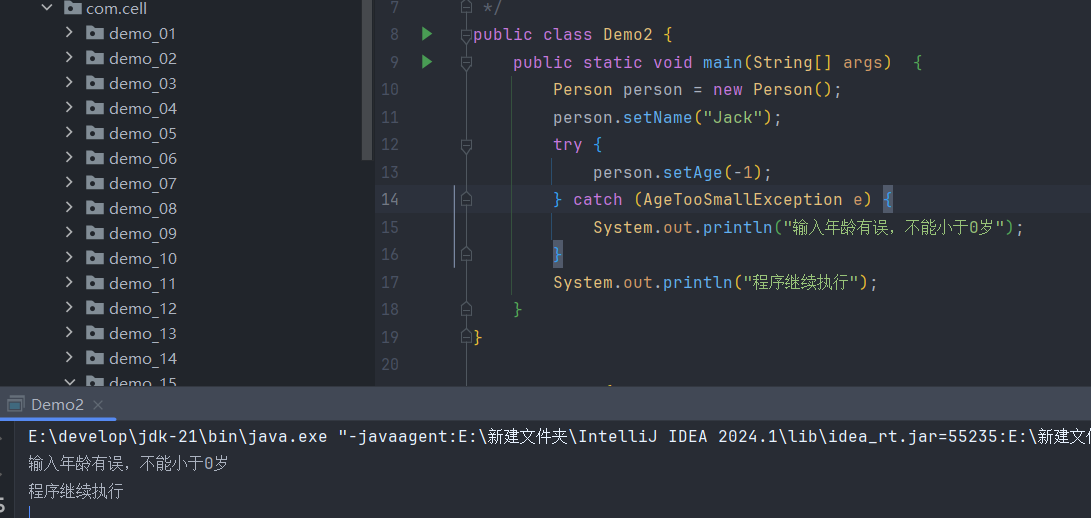 com.cell
demo_01
demo_02
demo_03
demo_04
demo_05
demo_06
demo_07
demo_08
demo_09
demo_10
demo_11
demo_12
demo_13
demo_14
demo_15
7 */
8 public class Demo2 {
9 public static void main(String[] args) {
10 Person person = new Person();
11 person.setName("Jack");
12 try {
13 person.setAge(-1);
14 } catch (AgeTooSmallException e) {
15 System.out.println("输入年龄有误，不能小于0岁");
16 }
17 System.out.println("程序继续执行");
18 }
19 }
20
Demo2
E:\develop\jdk-21\bin\java.exe "-javaagent:E:\新建文件夹\IntelliJ IDEA 2024.1\lib\idea_rt.jar=55235:E:\新建文件
输入年龄有误，不能小于0岁
程序继续执行